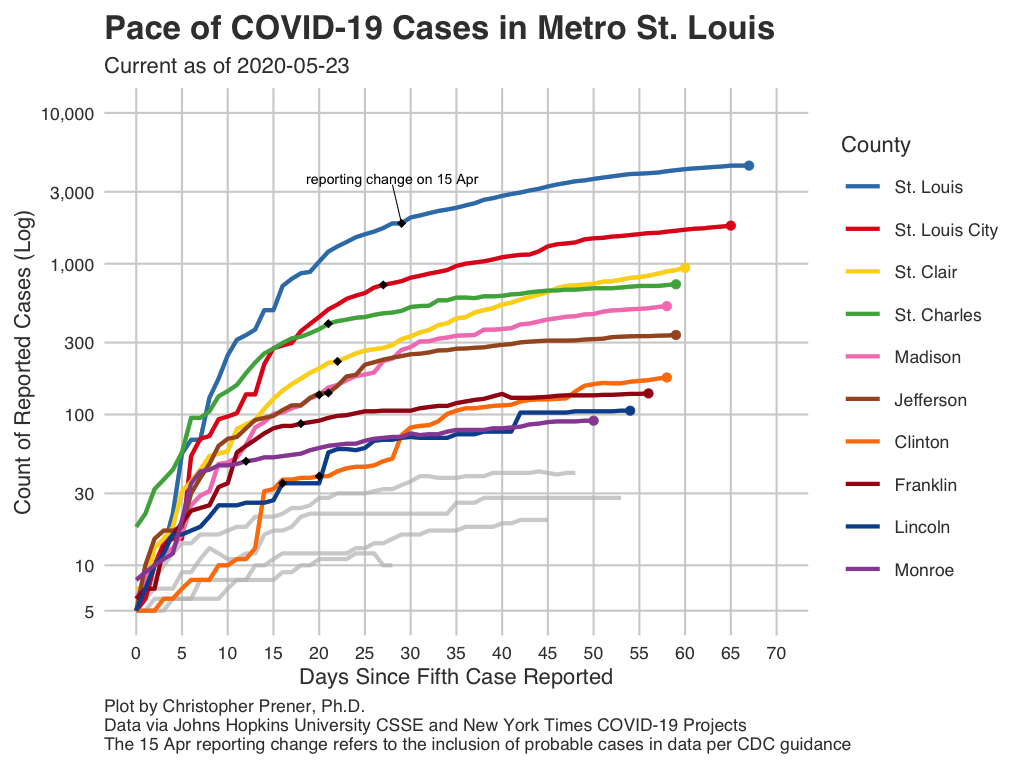 Pace of COVID-19 Cases in Metro St. Louis
Current as of 2020-05-23
Count of Reported Cases (Log)
10,000
3,000
1,000
300
100
30
10
5
reporting change on 15 Apr
0 5 10 15 20 25 30 35 40 45 50 55 60 65 70
Days Since Fifth Case Reported
County
St. Louis
St. Louis City
St. Clair
St. Charles
Madison
Jefferson
Clinton
Franklin
Lincoln
Monroe
Plot by Christopher Prener, Ph.D.
Data via Johns Hopkins University CSSE and New York Times COVID-19 Projects
The 15 Apr reporting change refers to the inclusion of probable cases in data per CDC guidance